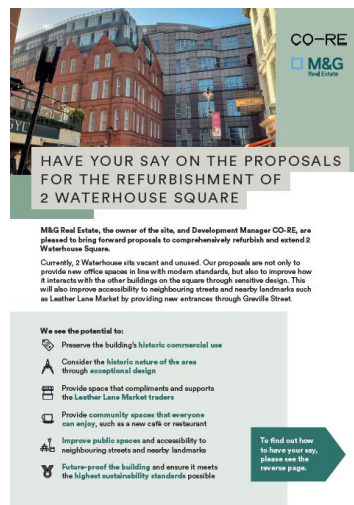 CO-RE
M&G
Real Estate
HAVE YOUR SAY ON THE PROPOSALS
FOR THE REFURBISHMENT OF
2 WATERHOUSE SQUARE
M&G Real Estate, the owner of the site, and Development Manager CO-RE, are
pleased to bring forward proposals to comprehensively refurbish and extend 2
Waterhouse Square.
Currently, 2 Waterhouse sits vacant and unused. Our proposals are not only to
provide new office spaces in line with modern standards, but also to improve how
it interacts with the other buildings on the square through sensitive design. This
will also improve accessibility to neighbouring streets and nearby landmarks such
as Leather Lane Market by providing new entrances through Greville Street.
We see the potential to:
Preserve the building's historic commercial use
Consider the historic nature of the area
through exceptional design
Provide space that compliments and supports
the Leather Lane Market traders
Provide community spaces that everyone
can enjoy, such as a new café or restaurant
Improve public spaces and accessibility to
neighbouring streets and nearby landmarks
Future-proof the building and ensure it meets
the highest sustainability standards possible
To find out how
to have your say,
please see the
reverse page.